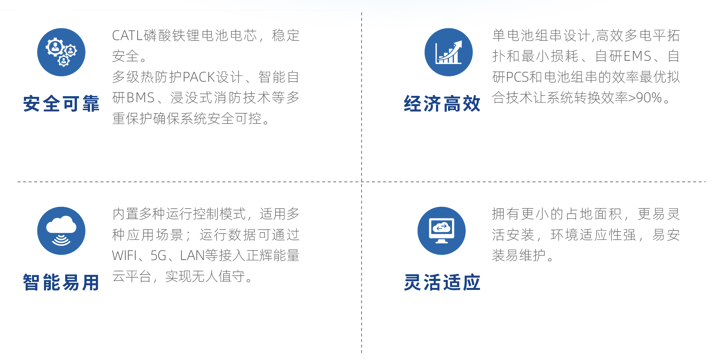 CATL磷酸铁锂电池电芯，稳定
安全。
多级热防护PACK设计、智能自
研BMS、浸没式消防技术等多
重保护确保系统安全可控。
安全可靠
单电池组串设计,高效多电平拓
扑和最小损耗、自研EMS、自
研PCS和电池组串的效率最优拟
合技术让系统转换效率>90%。
经济高效
内置多种运行控制模式，适用多
种应用场景；运行数据可通过
WIFI、5G、LAN等接入正辉能量
云平台，实现无人值守。
智能易用
拥有更小的占地面积，更易灵
活安装，环境适应性强，易安
装易维护。
灵活适应